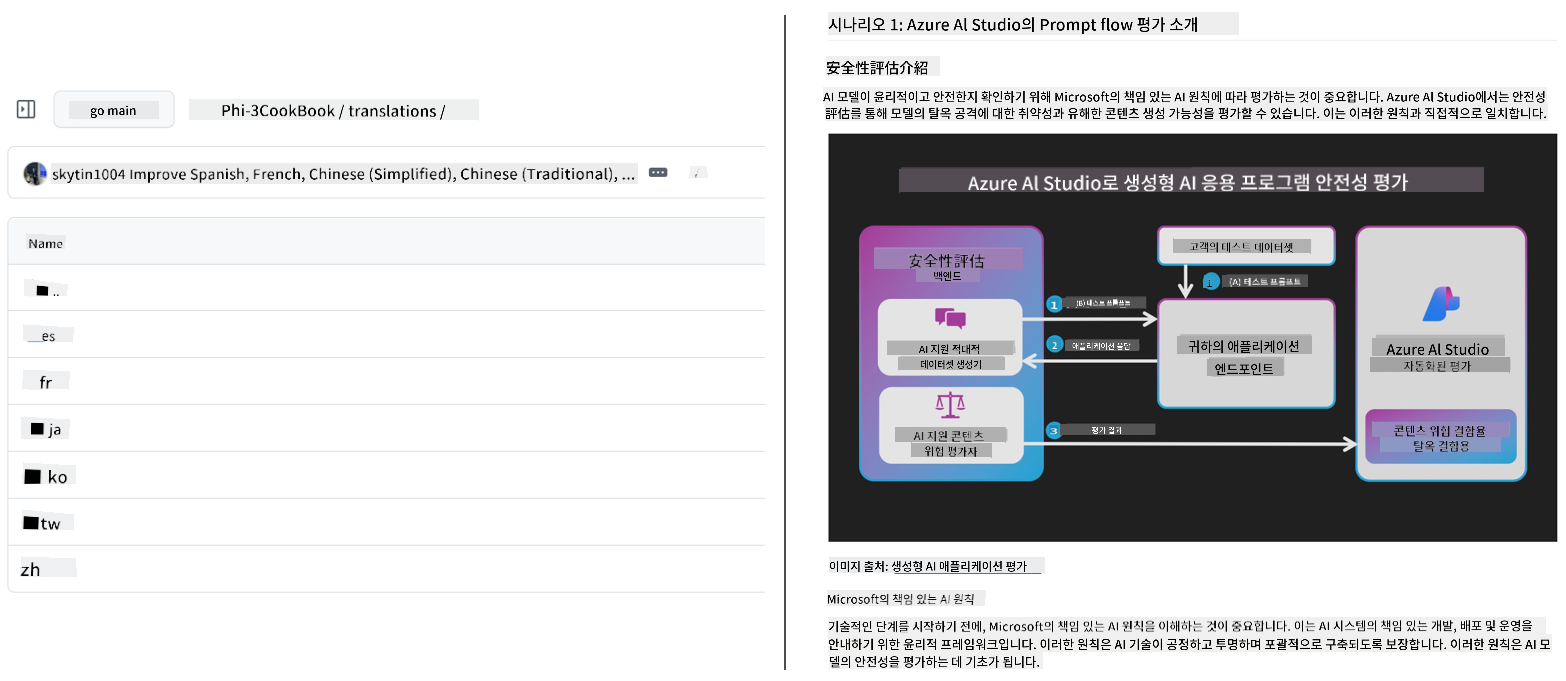 go main
Phi-3CookBook / translations /
skytin1004 Improve Spanish, French, Chinese (Simplified), Chinese (Traditional), ...
Name
..
es
fr
ja
ko
tw
zh
시나리오 1: Azure Al Studio의 Prompt flow 평가 소개
安全性評估介紹
AI 모델이 윤리적이고 안전한지 확인하기 위해 Microsoft의 책임 있는 AI 원칙에 따라 평가하는 것이 중요합니다. Azure Al Studio에서는 안전성
評估를 통해 모델의 탈옥 공격에 대한 취약성과 유해한 콘텐츠 생성 가능성을 평가할 수 있습니다. 이는 이러한 원칙과 직접적으로 일치합니다.
Azure Al Studio로 생성형 AI 응용 프로그램 안전성 평가
安全性評估
백엔드
AI 지원 적대적
데이터셋 생성기
AI 지원 콘텐츠
위험 평가자
고객의 테스트 데이터셋
1 (A) 테스트 프롬프트
1 (B) 테스트 프롬프트
2 애플리케이션 응답
3 평가 결과
귀하의 애플리케이션
엔드포인트
Azure Al Studio
자동화된 평가
콘텐츠 위험 결함율
탈옥 결함용
이미지 출처: 생성형 AI 애플리케이션 평가
Microsoft의 책임 있는 AI 원칙
기술적인 단계를 시작하기 전에, Microsoft의 책임 있는 AI 원칙을 이해하는 것이 중요합니다. 이는 AI 시스템의 책임 있는 개발, 배포 및 운영을
안내하기 위한 윤리적 프레임워크입니다. 이러한 원칙은 AI 기술이 공정하고 투명하며 포괄적으로 구축되도록 보장합니다. 이러한 원칙은 AI 모
델의 안전성을 평가하는 데 기초가 됩니다.